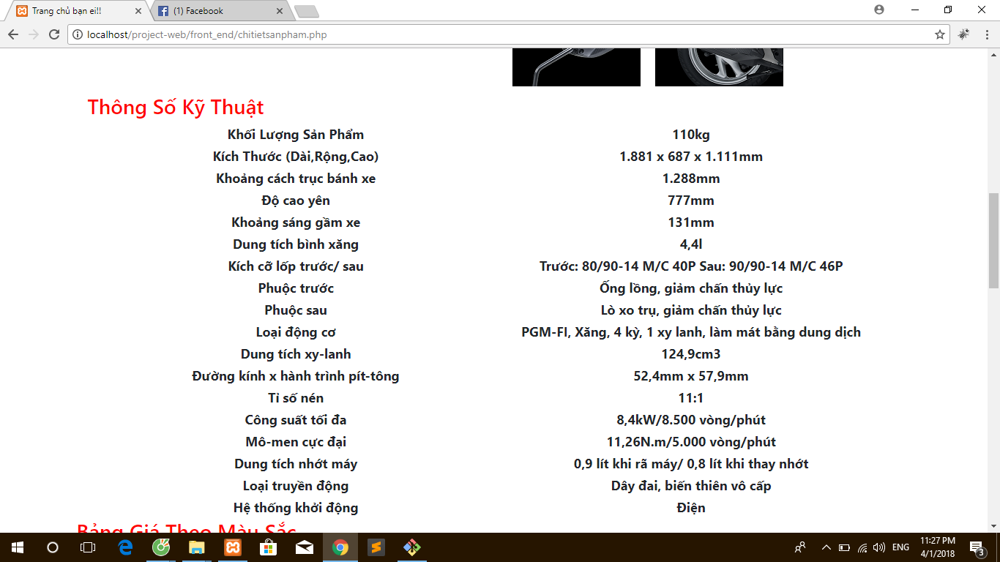 Trang chủ bạn ei!!
(1) Facebook
localhost/project-web/front_end/chitietsanpham.php
Thông Số Kỹ Thuật
Khối Lượng Sản Phẩm 110kg
Kích Thước (Dài,Rộng,Cao) 1.881 x 687 x 1.111mm
Khoảng cách trục bánh xe 1.288mm
Độ cao yên 777mm
Khoảng sáng gầm xe 131mm
Dung tích bình xăng 4,4l
Kích cỡ lốp trước/ sau Trước: 80/90-14 M/C 40P Sau: 90/90-14 M/C 46P
Phuộc trước Ống lồng, giảm chấn thủy lực
Phuộc sau Lò xo trụ, giảm chấn thủy lực
Loại động cơ PGM-FI, Xăng, 4 kỳ, 1 xy lanh, làm mát bằng dung dịch
Dung tích xy-lanh 124,9cm3
Đường kính x hành trình pít-tông 52,4mm x 57,9mm
Tỉ số nén 11:1
Công suất tối đa 8,4kW/8.500 vòng/phút
Mô-men cực đại 11,26N.m/5.000 vòng/phút
Dung tích nhớt máy 0,9 lít khi rã máy/ 0,8 lít khi thay nhớt
Loại truyền động Dây đai, biến thiên vô cấp
Hệ thống khởi động Điện
Bảng Giá Theo Màu Sắc
ENG
11:27 PM
4/1/2018
3